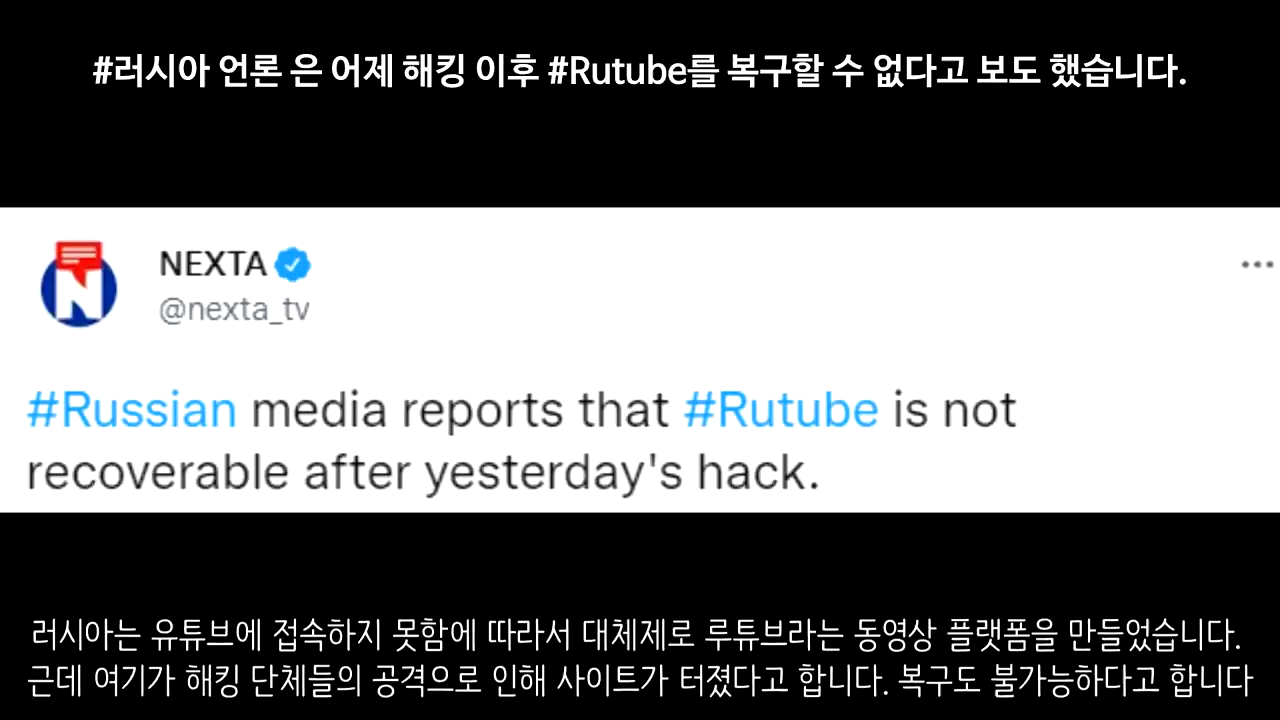 #러시아 언론 은 어제 해킹 이후 #Rutube를 복구할 수 없다고 보도 했습니다.
NEXTA
@nexta_tv
#Russian media reports that #Rutube is not
recoverable after yesterday's hack.
러시아는 유튜브에 접속하지 못함에 따라서 대체제로 루튜브라는 동영상 플랫폼을 만들었습니다.
근데 여기가 해킹 단체들의 공격으로 인해 사이트가 터졌다고 합니다. 복구도 불가능하다고 합니다